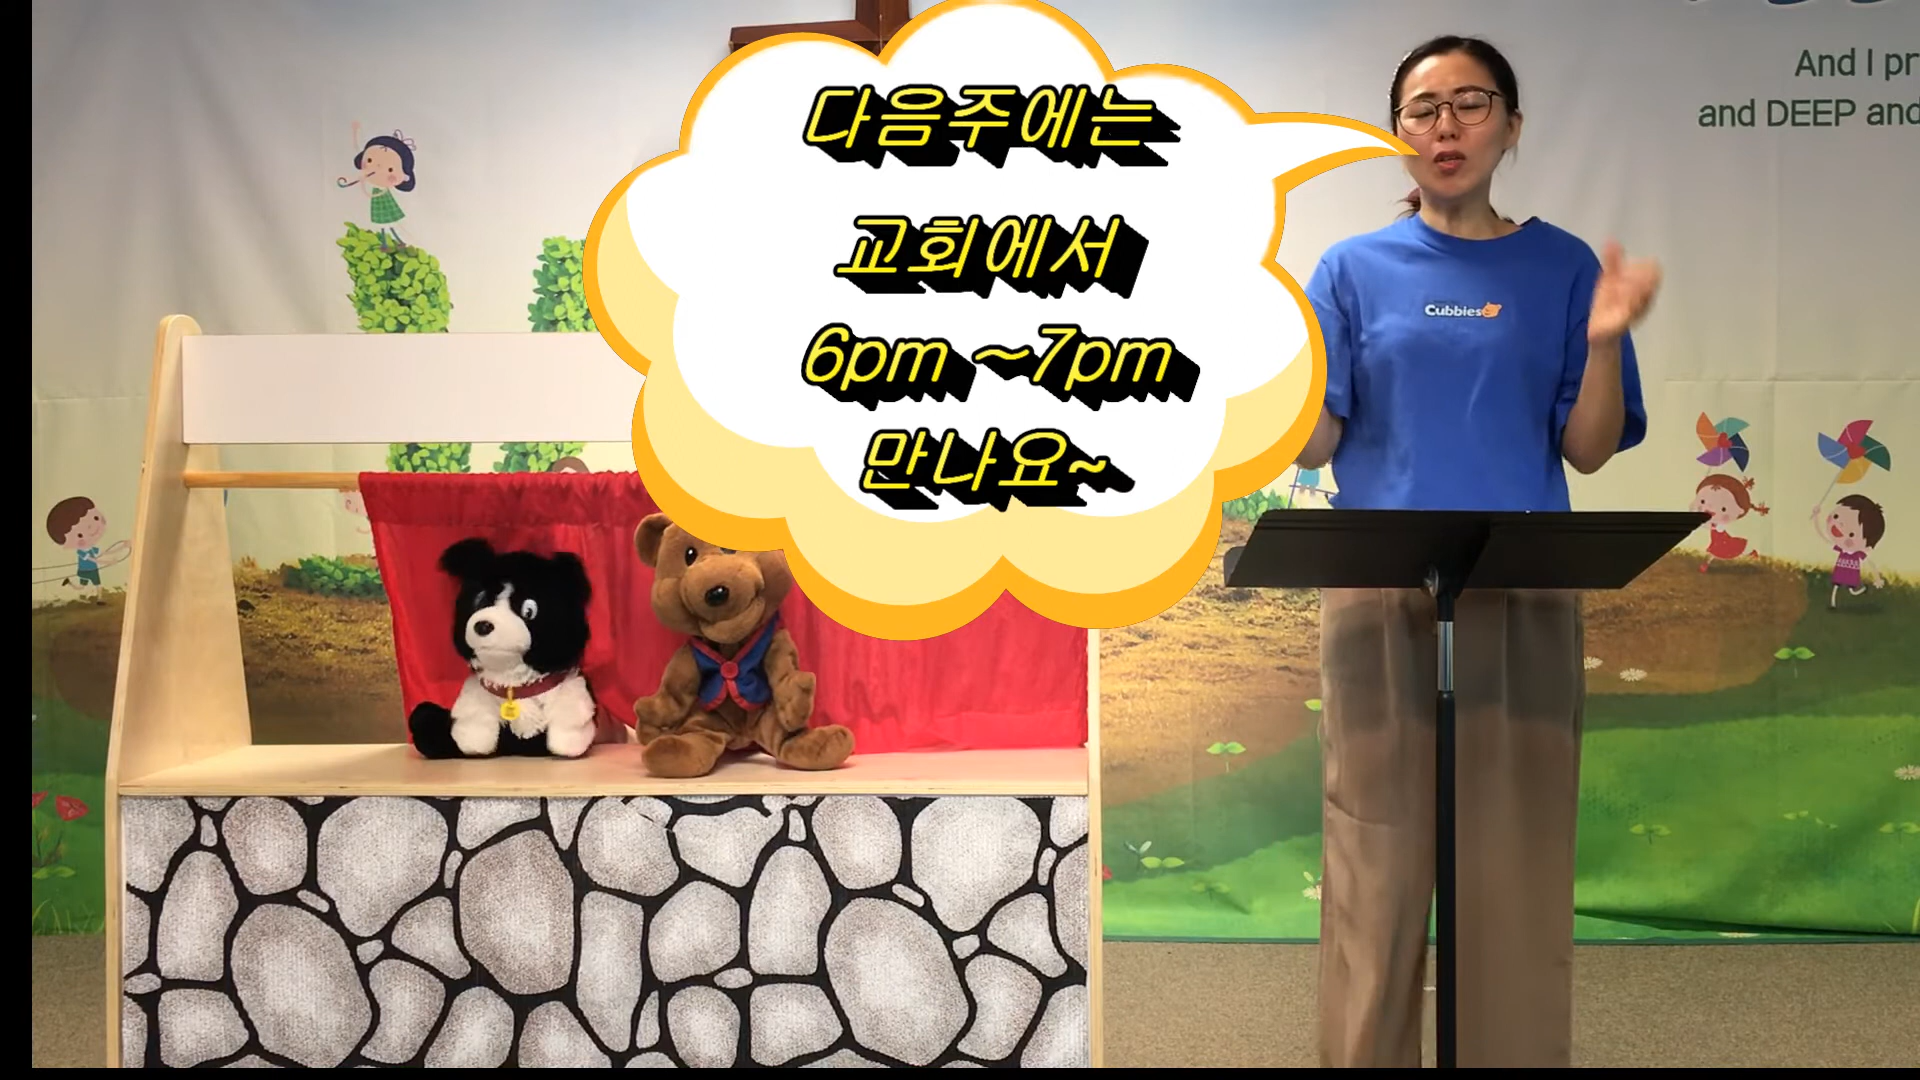 다음주에는
교회에서
6pm ~7pm
만나요~
And I pr
and DEEP and
Cubbies